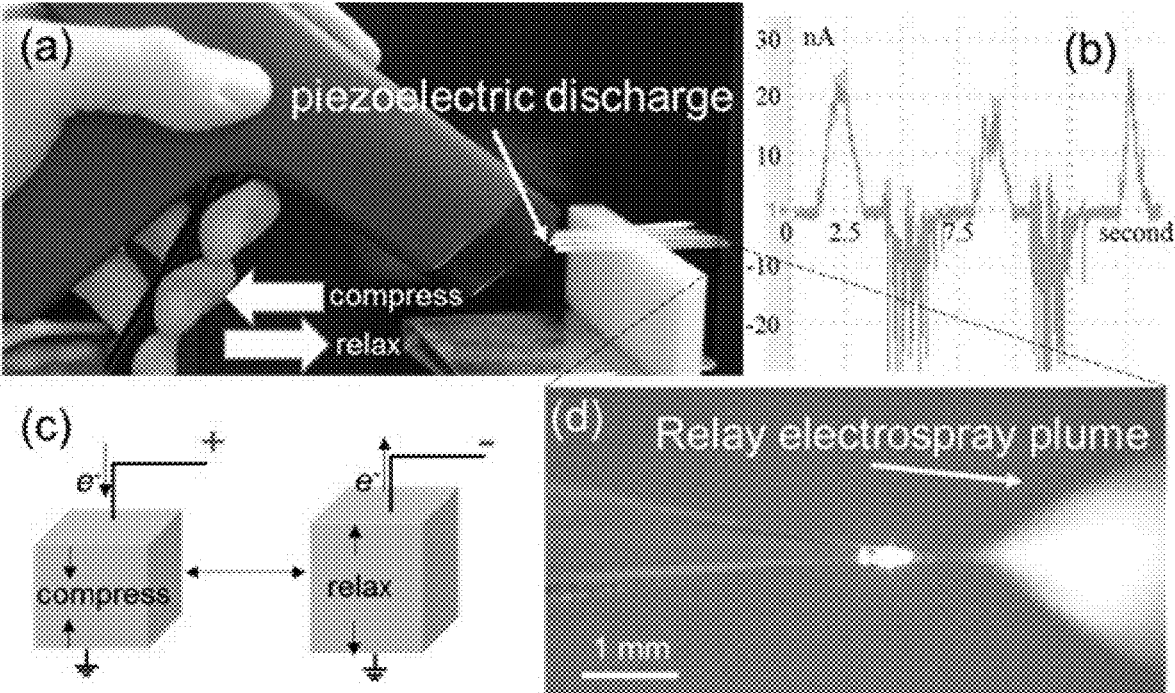 (a)
piezoelectric discharge
compress
relax
(b)
30
nA
20
10
0
2.5
7.5
second
-10
-20
(c)
+
-
e-
e-
compress
relax
(d)
Relay electrospray plume
1 mm